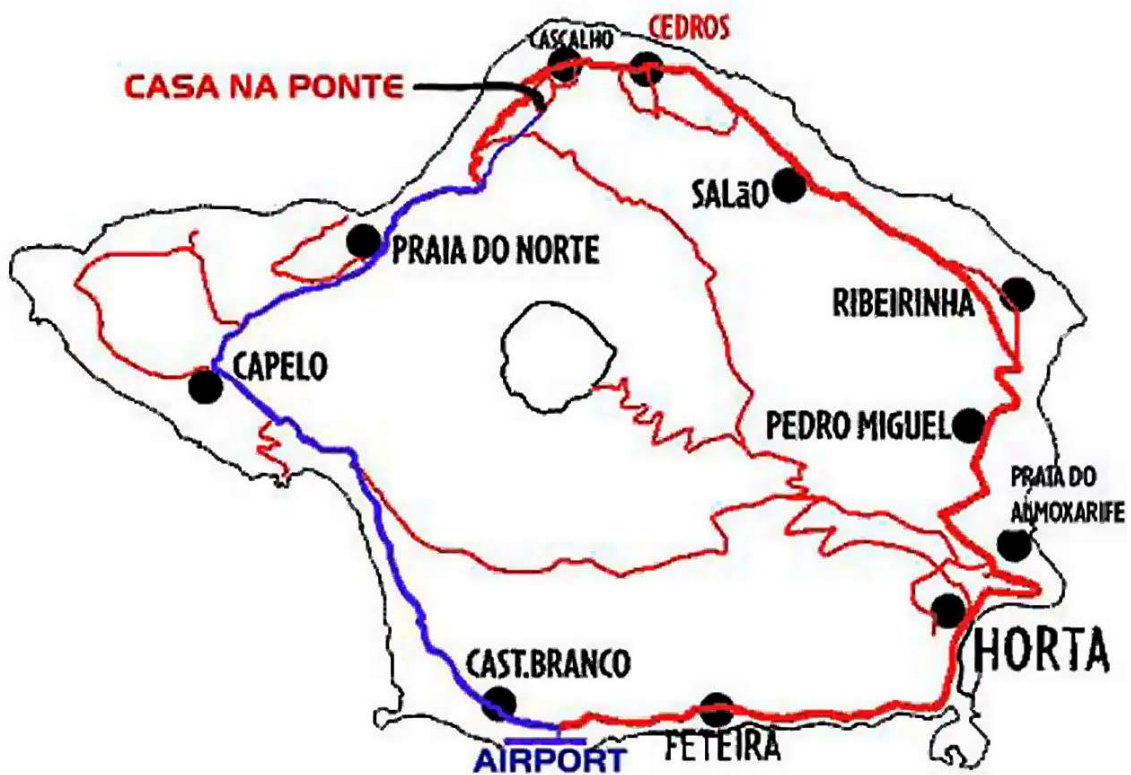 CASCALHO
CEDROS
CASA NA PONTE
SALãO
PRAIA DO NORTE
RIBEIRINHA
CAPELO
PEDRO MIGUEL
PRAIA DO
ALMOXARIFE
HORTA
CAST.BRANCO
FETEIRA
AIRPORT